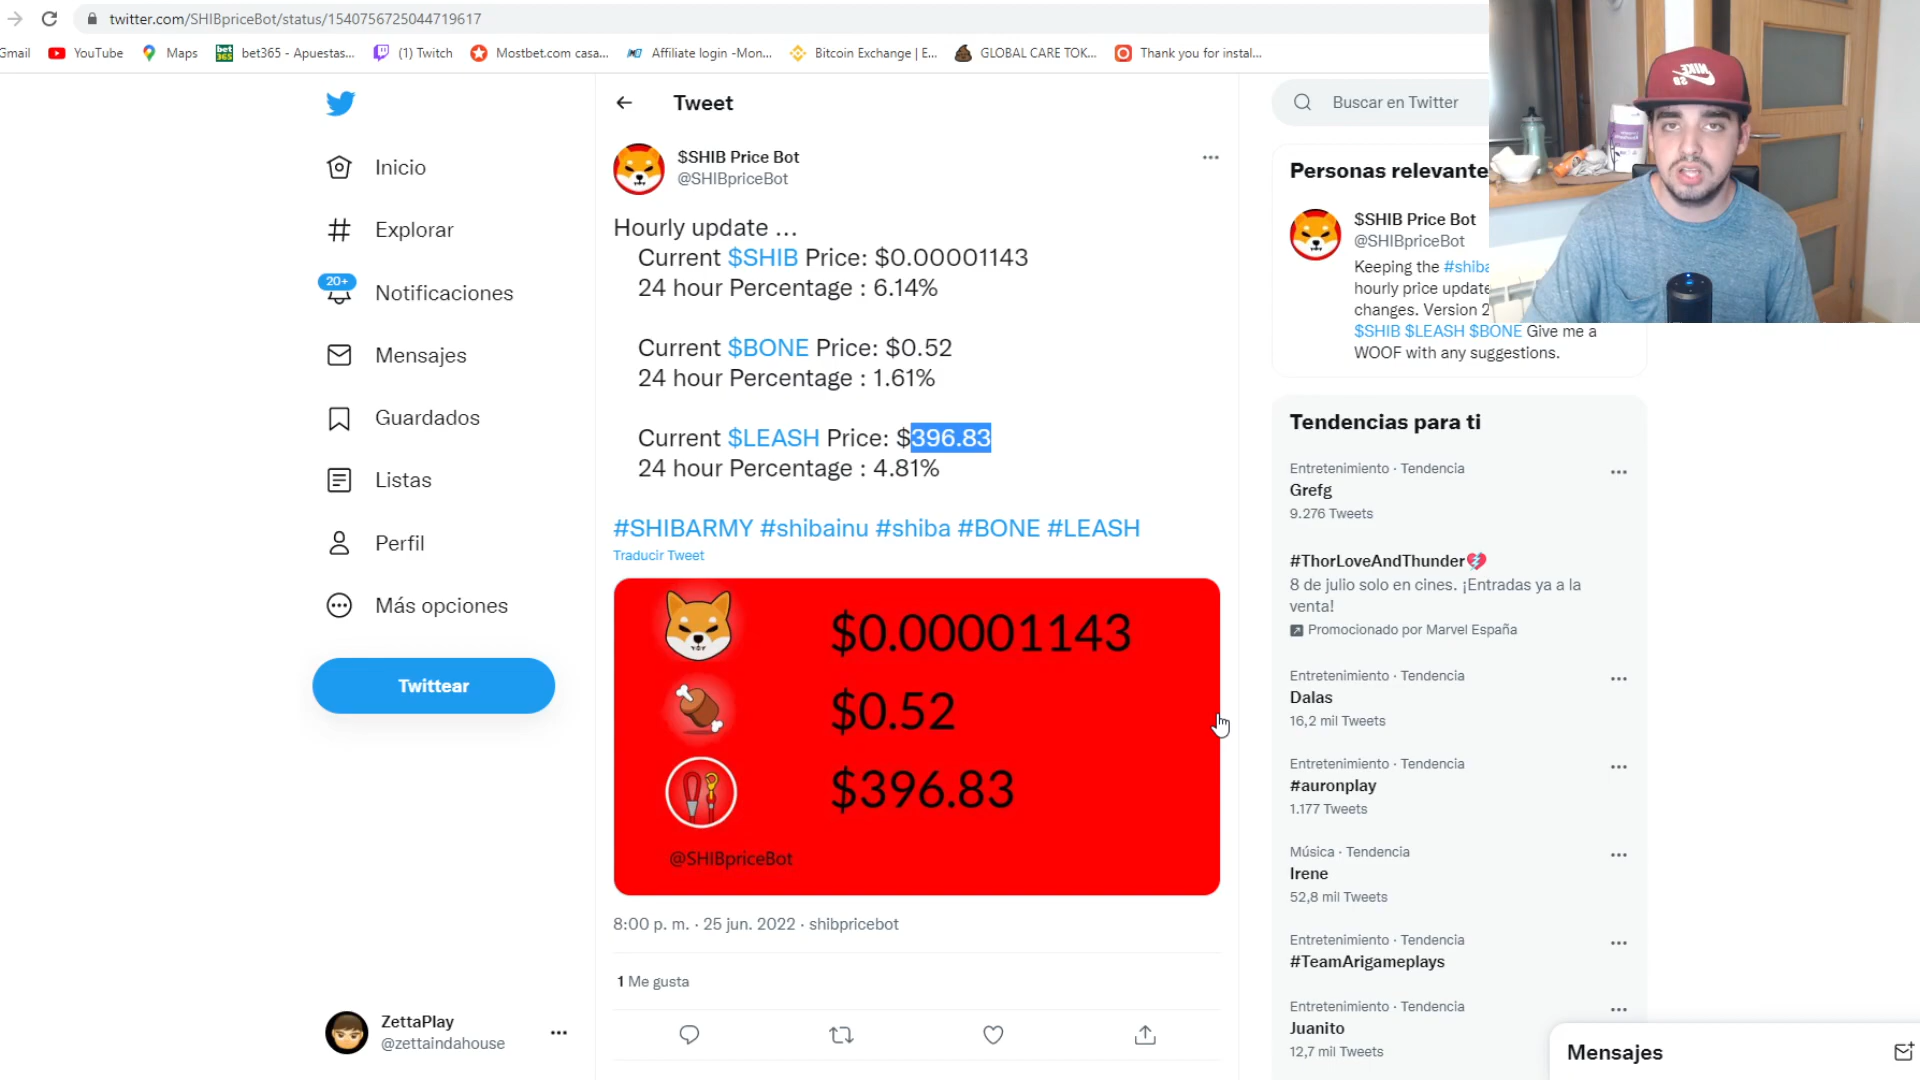 twitter.com/SHIBpriceBot/status/1540756725044719617
Gmail
YouTube
Maps
bet365 - Apuestas...
(1) Twitch
Mostbet.com casa...
Affiliate login -Mon...
Bitcoin Exchange | E...
GLOBAL CARE TOK...
Thank you for instal...
Inicio
Explorar
20+
Notificaciones
Mensajes
Guardados
Listas
Perfil
Más opciones
Twittear
ZettaPlay
@zettaindahouse
Tweet
$SHIB Price Bot
@SHIBpriceBot
Hourly update ...
Current $SHIB Price: $0.00001143
24 hour Percentage : 6.14%
Current $BONE Price: $0.52
24 hour Percentage : 1.61%
Current $LEASH Price: $396.83
24 hour Percentage : 4.81%
#SHIBARMY #shibainu #shiba #BONE #LEASH
Traducir Tweet
$0.00001143
$0.52
$396.83
@SHIBpriceBot
8:00 p. m. · 25 jun. 2022 · shibpricebot
1 Me gusta
Buscar en Twitter
Personas relevante
$SHIB Price Bot
@SHIBpriceBot
Keeping the #shiba
hourly price update
changes. Version 2
$SHIB $LEASH $BONE Give me a
WOOF with any suggestions.
Tendencias para ti
Entretenimiento · Tendencia
Grefg
9.276 Tweets
#ThorLoveAndThunder
8 de julio solo en cines. ¡Entradas ya a la
venta!
Promocionado por Marvel España
Entretenimiento · Tendencia
Dalas
16,2 mil Tweets
Entretenimiento · Tendencia
#auronplay
1.177 Tweets
Música · Tendencia
Irene
52,8 mil Tweets
Entretenimiento · Tendencia
#TeamArigameplays
Entretenimiento · Tendencia
Juanito
12,7 mil Tweets
Mensajes